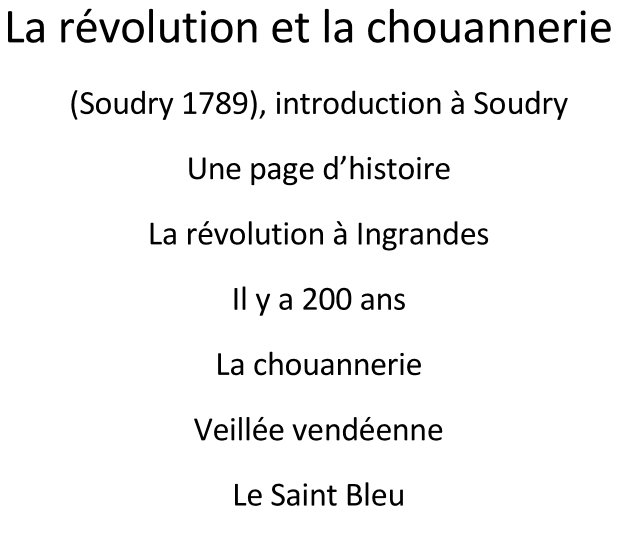 La révolution et la chouannerie
(Soudry 1789), introduction à Soudry
Une page d’histoire
La révolution à Ingrandes
Il y a 200 ans
La chouannerie
Veillée vendéenne
Le Saint Bleu